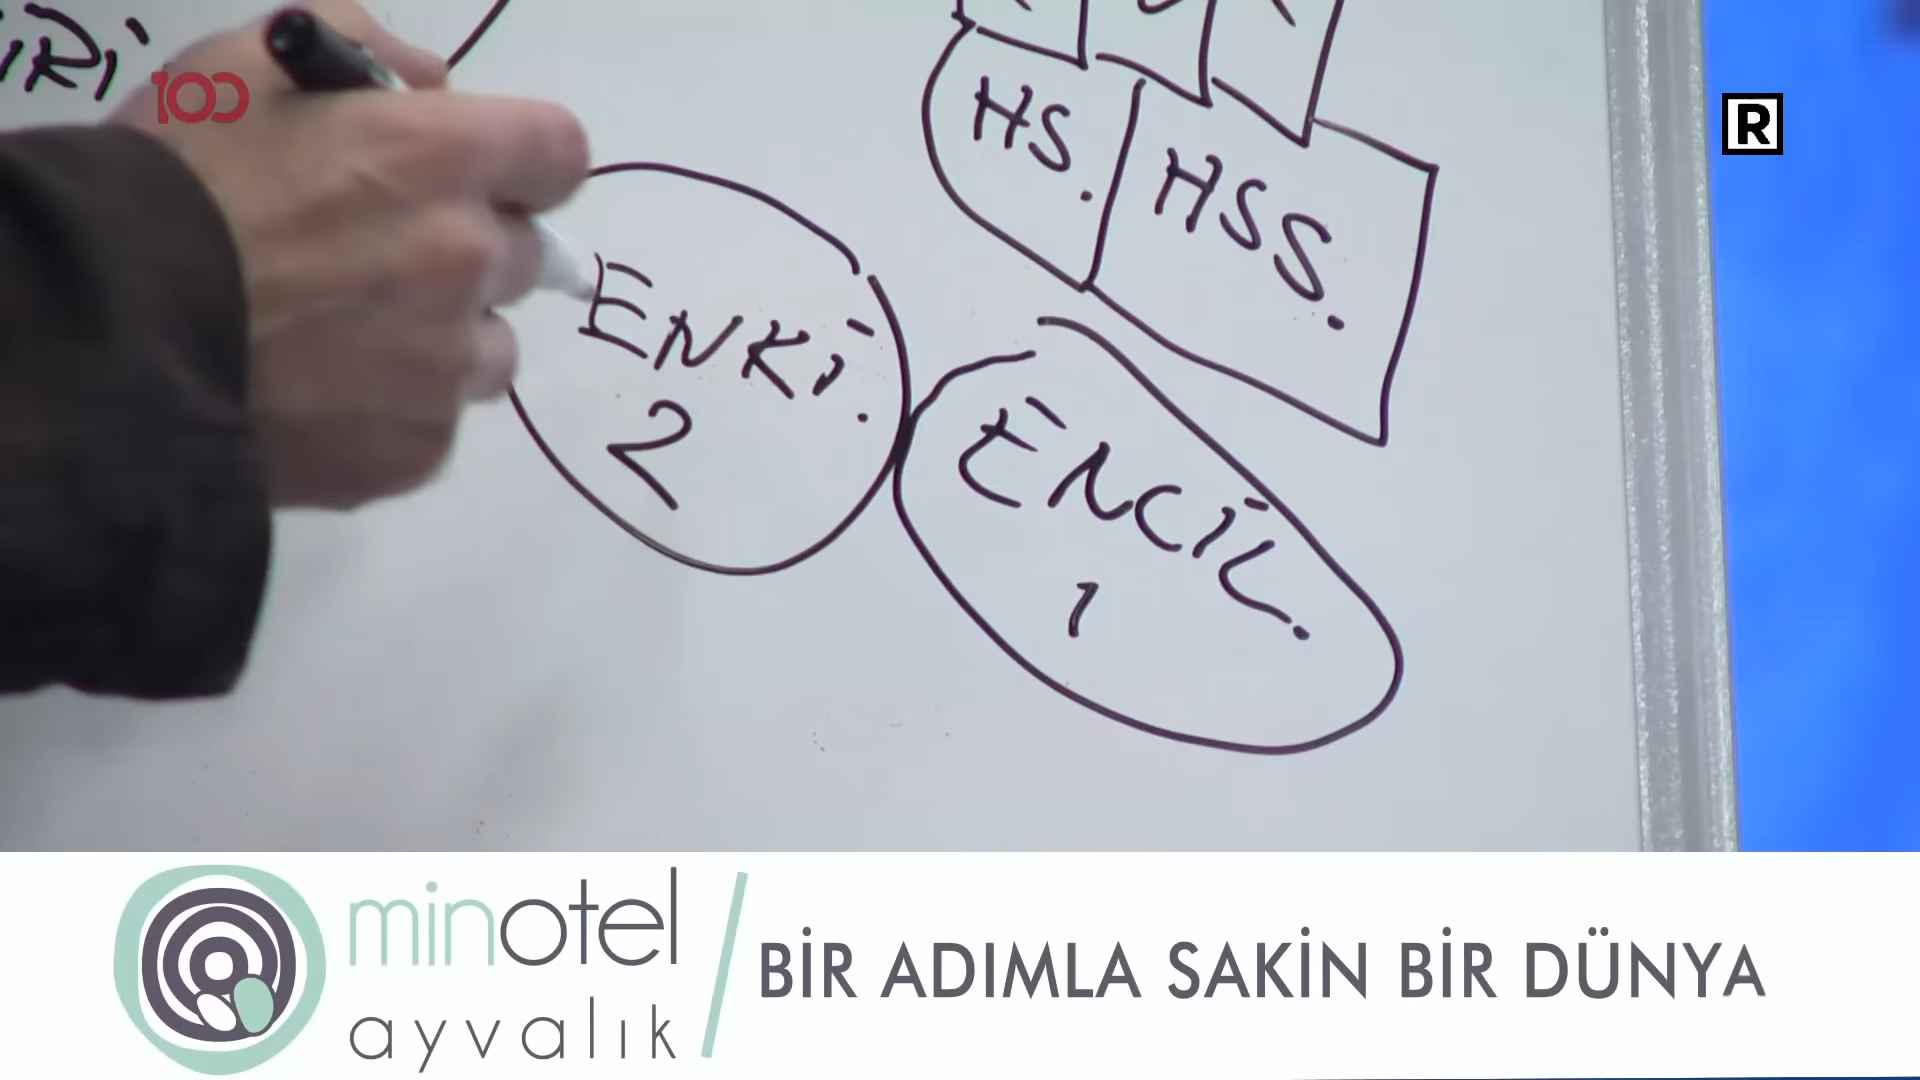 İRİ
100
R
HS.
HSS.
ENKİ.
2
ENCİL.
1
minotel
ayvalık
BİR ADIMLA SAKİN BİR DÜNYA